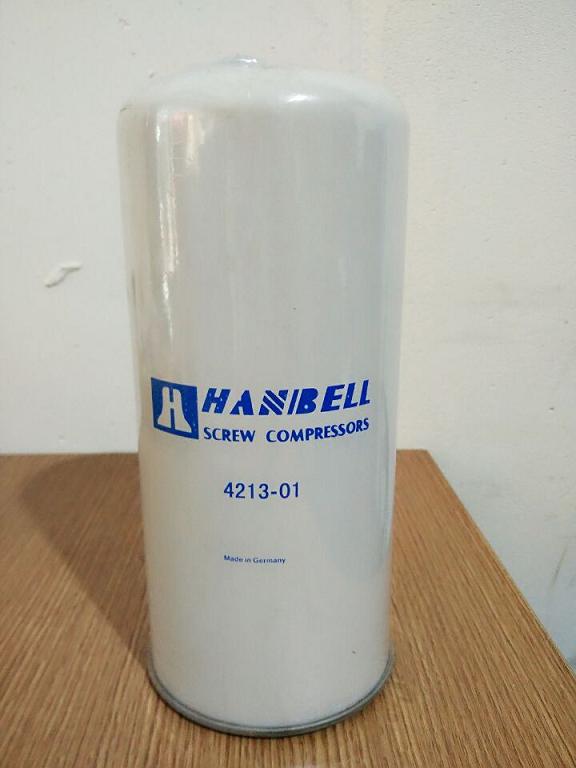 H HANBELL
SCREW COMPRESSORS
4213-01
Made in Germany